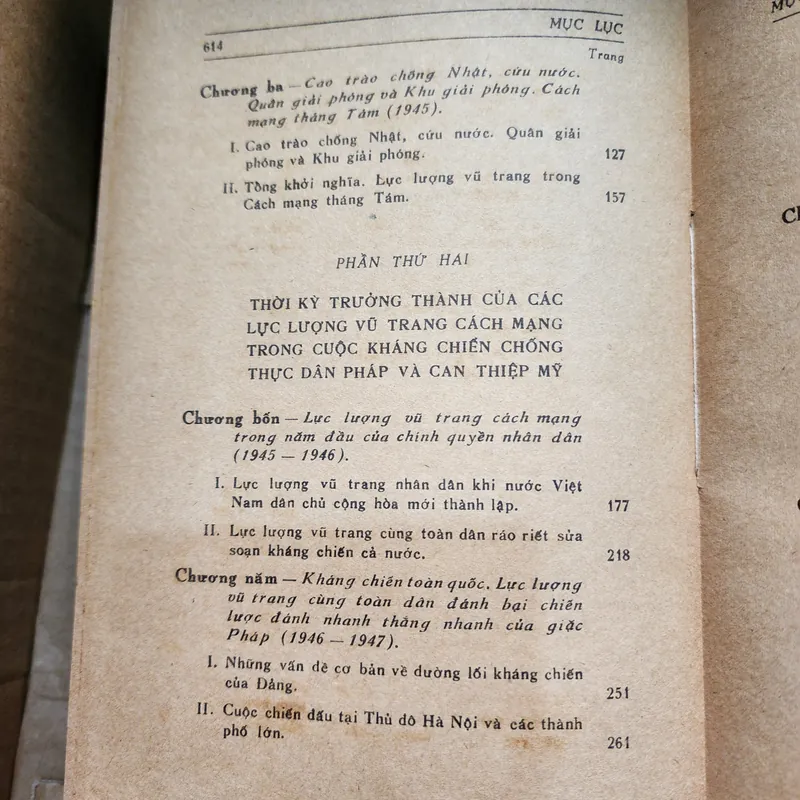 MỤC LỤC
614
Trang
Chương ba — Cao trào chống Nhật, cứu nước.
Quân giải phóng và Khu giải phóng. Cách
mạng tháng Tám (1945).
I. Cao trào chống Nhật, cứu nước. Quân giải
phóng và Khu giải phóng. 127
II. Tổng khởi nghĩa. Lực lượng vũ trang trong
Cách mạng tháng Tám. 157
PHẦN THỨ HAI
THỜI KỲ TRƯỞNG THÀNH CỦA CÁC
LỰC LƯỢNG VŨ TRANG CÁCH MẠNG
TRONG CUỘC KHÁNG CHIẾN CHỐNG
THỰC DÂN PHÁP VÀ CAN THIỆP MỸ
Chương bốn — Lực lượng vũ trang cách mạng
trong năm đầu của chính quyền nhân dân
(1945 — 1946).
I. Lực lượng vũ trang nhân dân khi nước Việt
Nam dân chủ cộng hòa mới thành lập. 177
II. Lực lượng vũ trang cùng toàn dân ráo riết sửa
soạn kháng chiến cả nước. 218
Chương năm — Kháng chiến toàn quốc. Lực lượng
vũ trang cùng toàn dân đánh bại chiến
lược đánh nhanh thắng nhanh của giặc
Pháp (1946 — 1947).
I. Những vấn đề cơ bản về đường lối kháng chiến
của Đảng. 251
II. Cuộc chiến đấu tại Thủ đô Hà Nội và các thành
phố lớn. 261